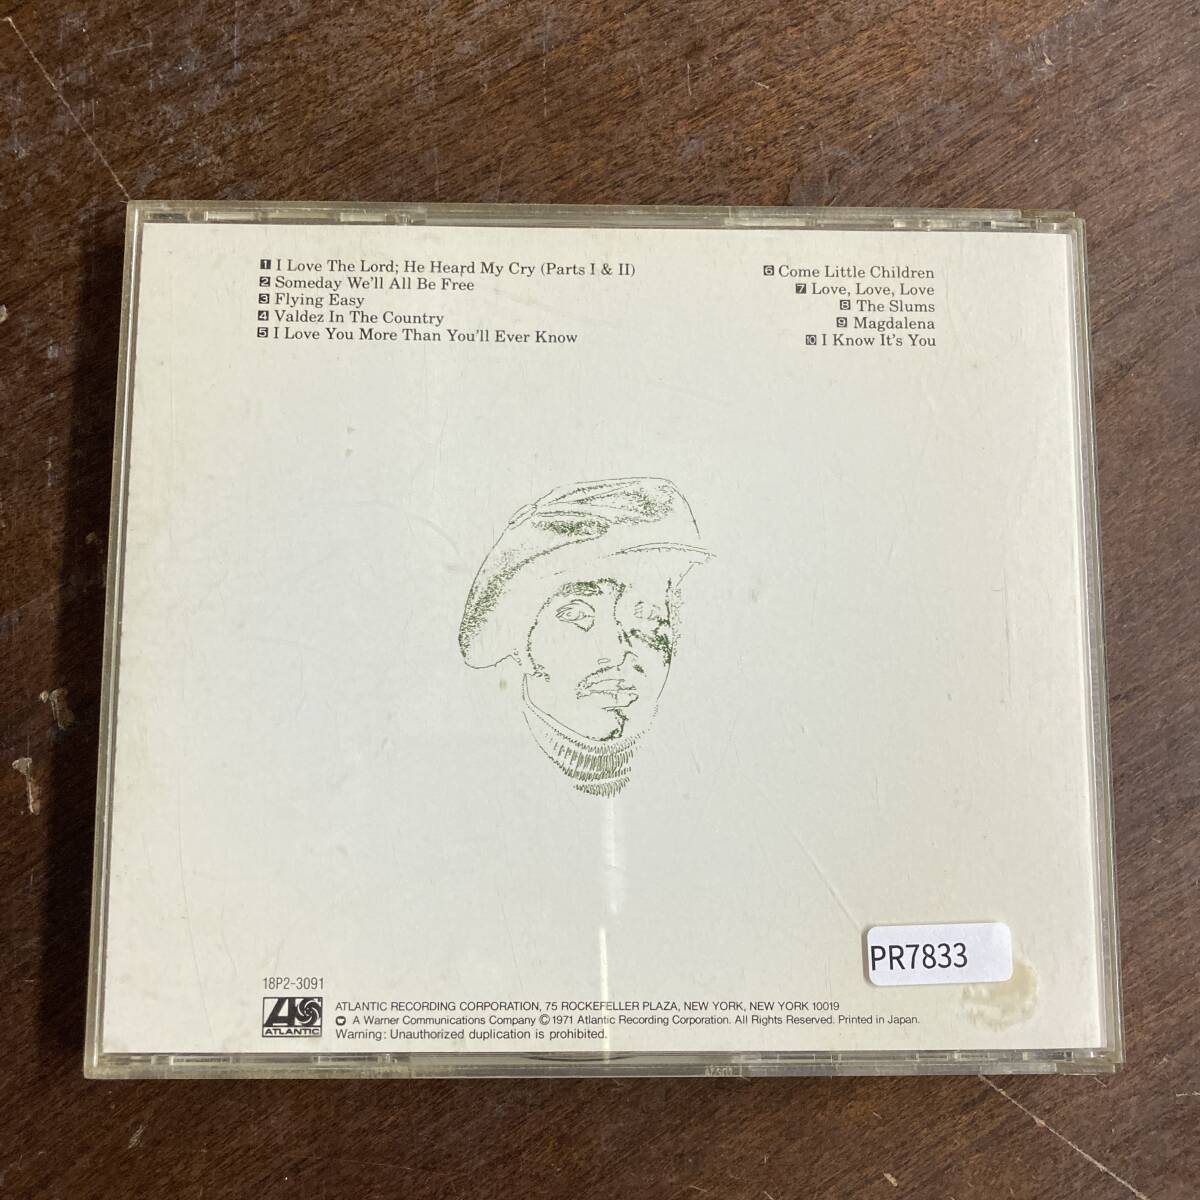 1 I Love The Lord; He Heard My Cry (Parts I & II)
2 Someday We'll All Be Free
3 Flying Easy
4 Valdez In The Country
5 I Love You More Than You'll Ever Know
6 Come Little Children
7 Love, Love, Love
8 The Slums
9 Magdalena
10 I Know It's You
PR7833
18P2-3091
ATLANTIC
ATLANTIC RECORDING CORPORATION, 75 ROCKEFELLER PLAZA, NEW YORK, NEW YORK 10019
A Warner Communications Company © 1971 Atlantic Recording Corporation. All Rights Reserved. Printed in Japan.
Warning: Unauthorized duplication is prohibited.